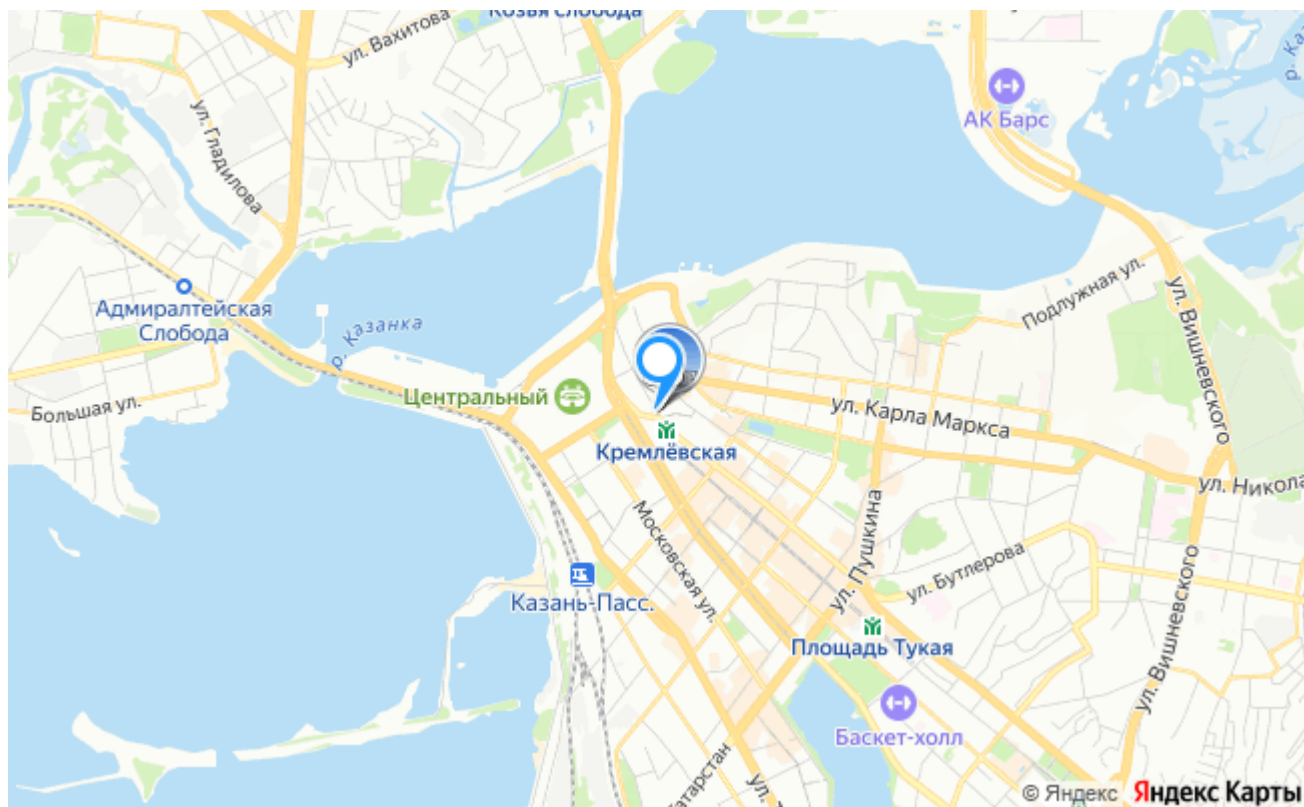 Козья Слобода
ул. Вахитова
АК Барс
р. Ка
ул. Гладилова
Адмиралтейская
Слобода
р. Казанка
Подлужная ул.
ул. Вишневского
Центральный
Большая ул.
ул. Карла Маркса
Кремлёвская
ул. Никола
Московская ул.
ул. Пушкина
ул. Бутлерова
Казань-Пасс.
Площадь Тукая
ул. Вишневского
Баскет-холл
Татарстан
ул.
© Яндекс Яндекс Карты